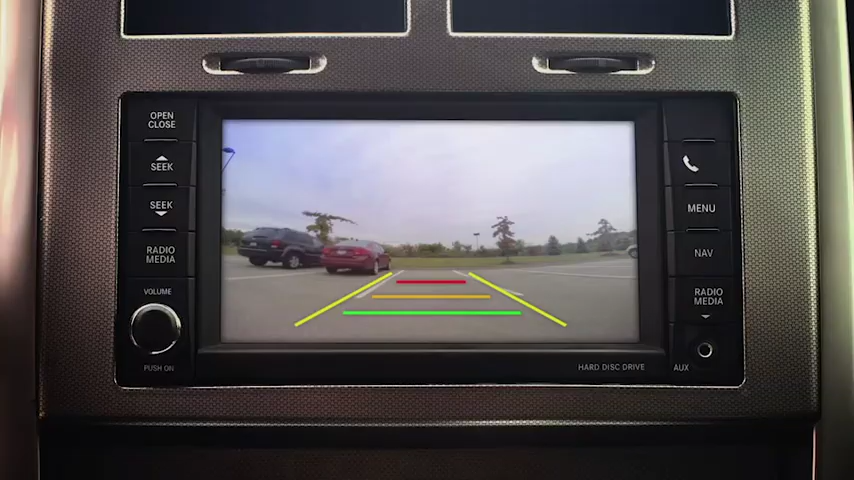 OPEN
CLOSE
SEEK
SEEK
RADIO
MEDIA
VOLUME
PUSH ON
MENU
NAV
RADIO
MEDIA
HARD DISC DRIVE
AUX